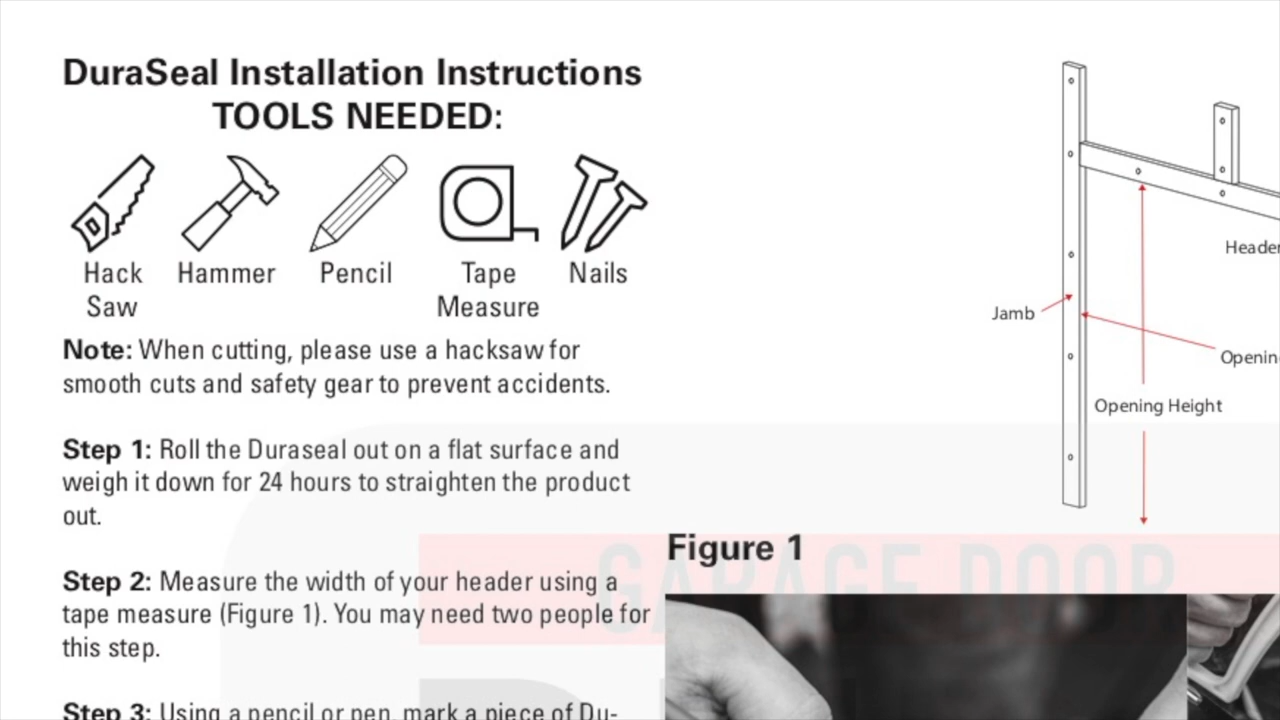 DuraSeal Installation Instructions
TOOLS NEEDED:
Hack
Saw
Hammer
Pencil
Tape
Measure
Nails
Note: When cutting, please use a hacksaw for
smooth cuts and safety gear to prevent accidents.
Step 1: Roll the Duraseal out on a flat surface and
weigh it down for 24 hours to straighten the product
out.
Step 2: Measure the width of your header using a
tape measure (Figure 1). You may need two people for
this step.
Step 3: Using a pencil or pen, mark a piece of Du-
Header
Jamb
Openin
Opening Height
Figure 1
GARAGE DOOR